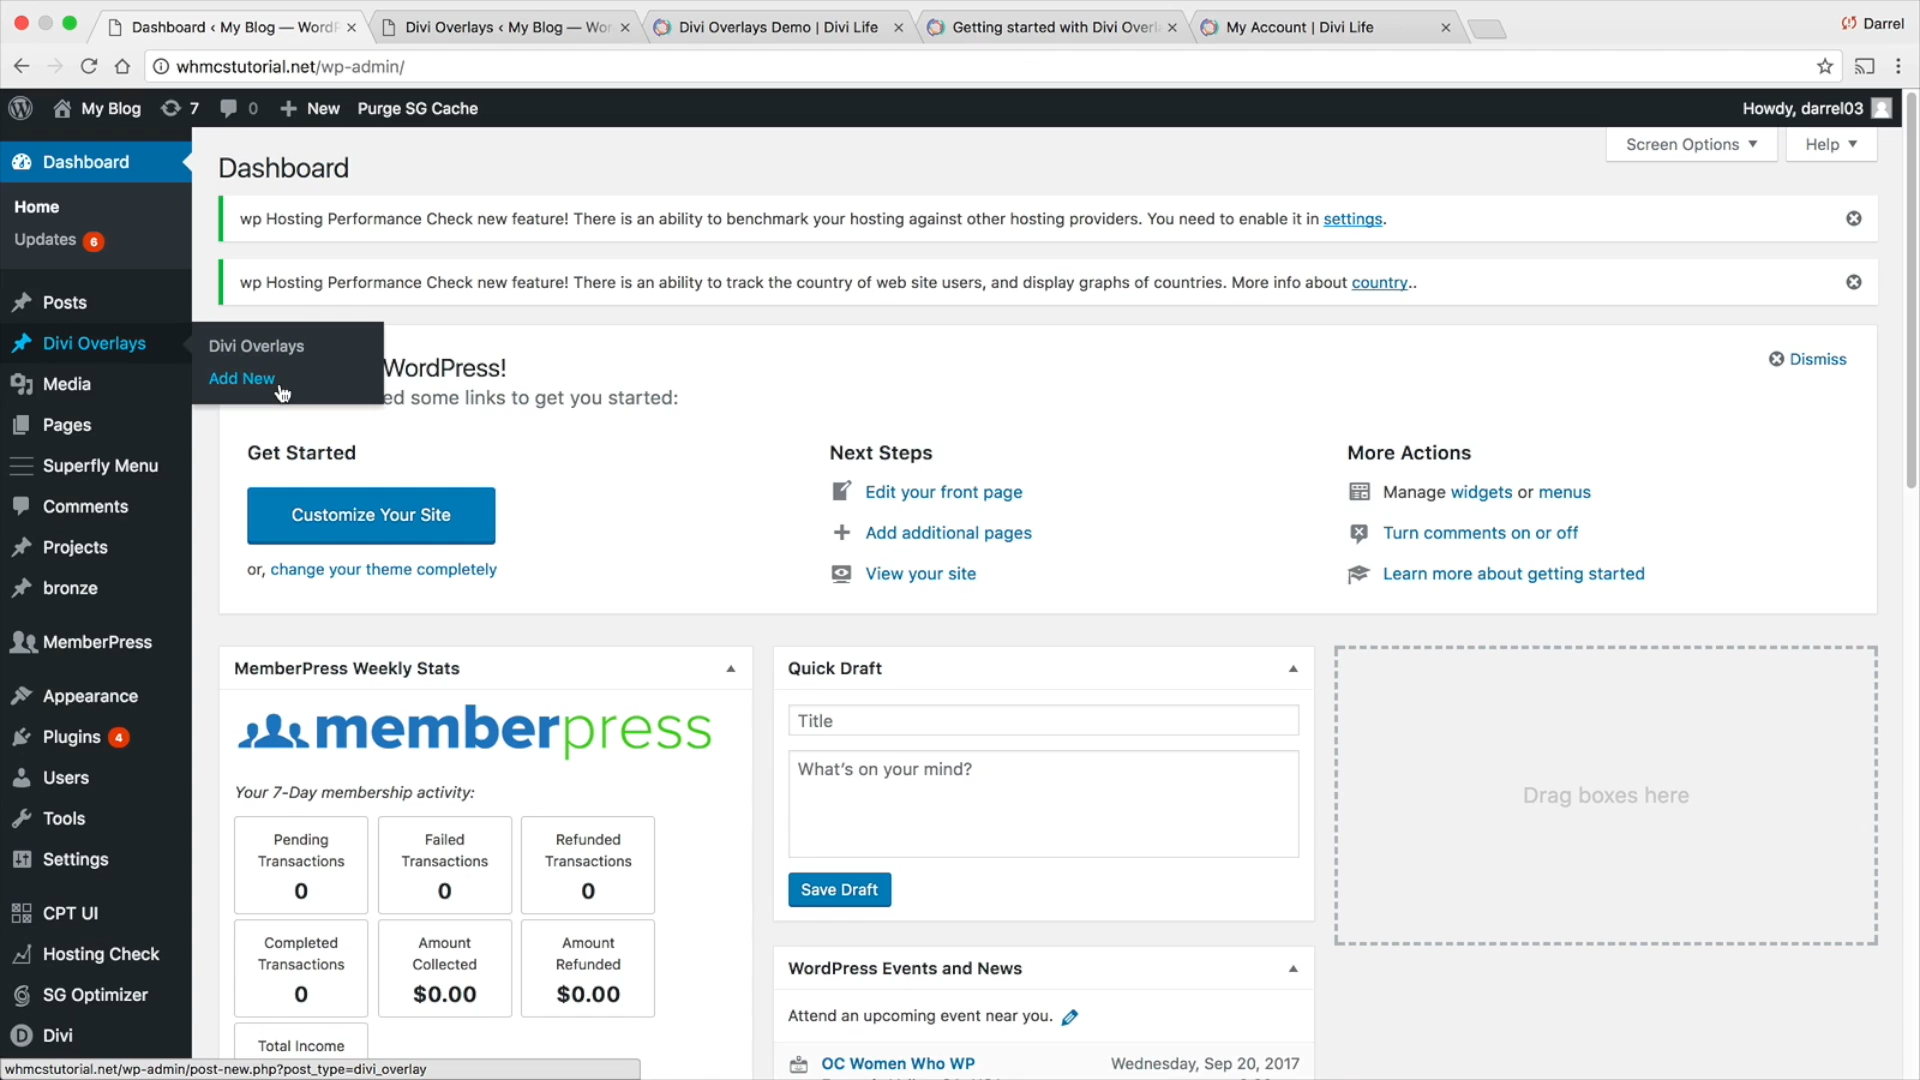 Dashboard ‹ My Blog — WordP
Divi Overlays ‹ My Blog — Wor
Divi Overlays Demo | Divi Life
Getting started with Divi Overla
My Account | Divi Life
Darrel
whmcstutorial.net/wp-admin/
My Blog
7
0
New
Purge SG Cache
Howdy, darrel03
Dashboard
Home
Updates 6
Posts
Divi Overlays
Media
Pages
Superfly Menu
Comments
Projects
bronze
MemberPress
Appearance
Plugins 4
Users
Tools
Settings
CPT UI
Hosting Check
SG Optimizer
Divi
Divi Overlays
Add New
Screen Options
Help
Dashboard
wp Hosting Performance Check new feature! There is an ability to benchmark your hosting against other hosting providers. You need to enable it in settings.
wp Hosting Performance Check new feature! There is an ability to track the country of web site users, and display graphs of countries. More info about country..
WordPress!
ed some links to get you started:
Dismiss
Get Started
Customize Your Site
or, change your theme completely
Next Steps
Edit your front page
Add additional pages
View your site
More Actions
Manage widgets or menus
Turn comments on or off
Learn more about getting started
MemberPress Weekly Stats
memberpress
Your 7-Day membership activity:
Pending
Transactions
0
Failed
Transactions
0
Refunded
Transactions
0
Completed
Transactions
0
Amount
Collected
$0.00
Amount
Refunded
$0.00
Total Income
Quick Draft
Title
What's on your mind?
Save Draft
WordPress Events and News
Attend an upcoming event near you.
OC Women Who WP
Wednesday, Sep 20, 2017
Drag boxes here
whmcstutorial.net/wp-admin/post-new.php?post_type=divi_overlay